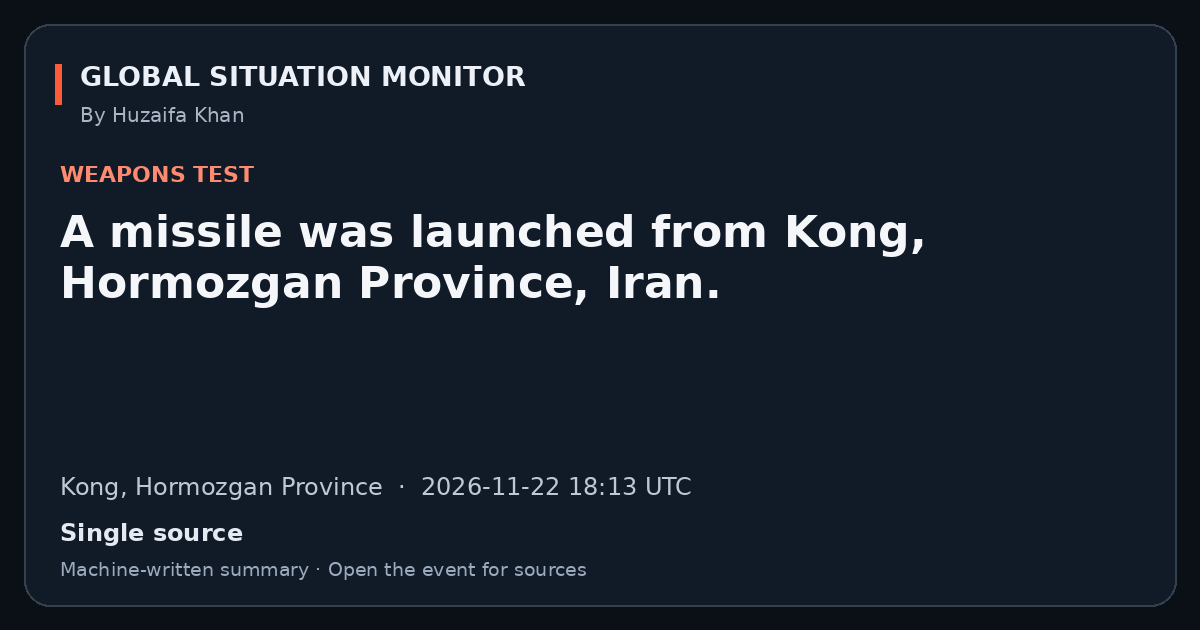 GLOBAL SITUATION MONITOR
By Huzaifa Khan
WEAPONS TEST
A missile was launched from Kong,
Hormozgan Province, Iran.
Kong, Hormozgan Province · 2026-11-22 18:13 UTC
Single source
Machine-written summary · Open the event for sources